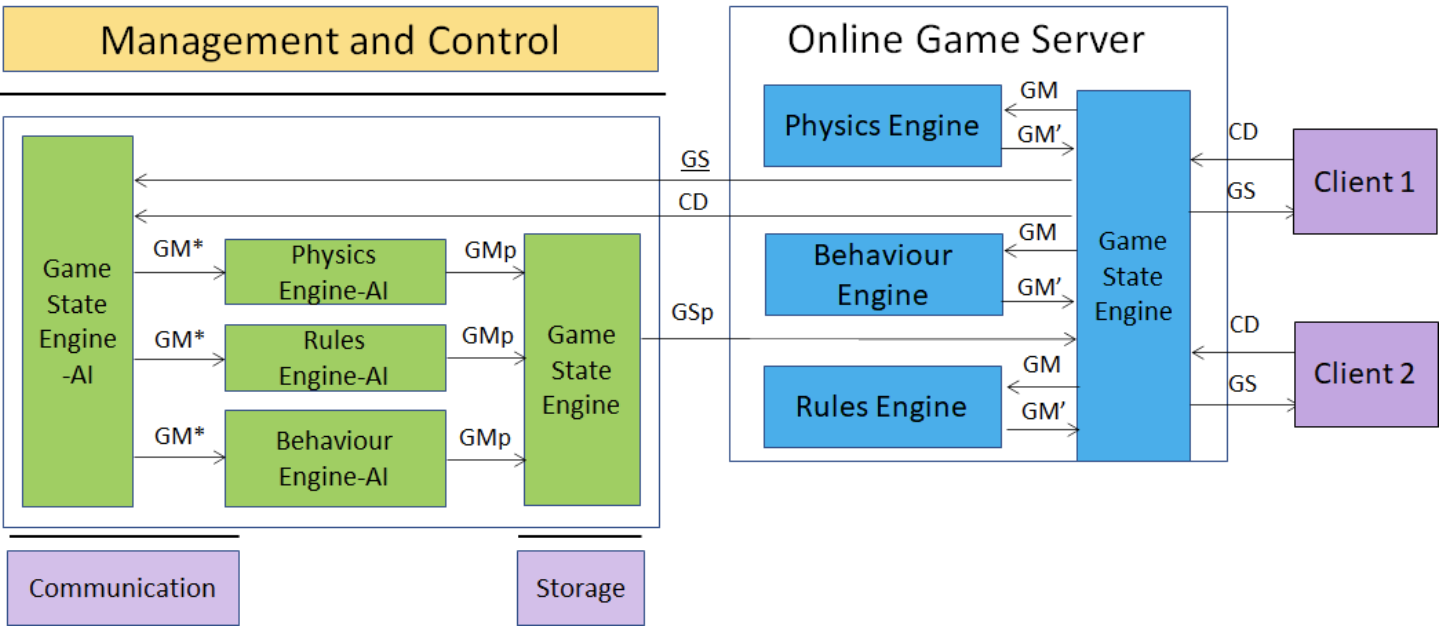 Management and Control
Online Game Server
Game
State
Engine
-AI
GS
CD
GM*
Physics
Engine-AI
GMp
GM*
Rules
Engine-AI
GMp
GM*
Behaviour
Engine-AI
GMp
Game
State
Engine
GSp
Physics Engine
GM
GM’
Behaviour
Engine
GM
GM’
Rules Engine
GM
GM’
Game
State
Engine
CD
GS
Client 1
CD
GS
Client 2
Communication
Storage